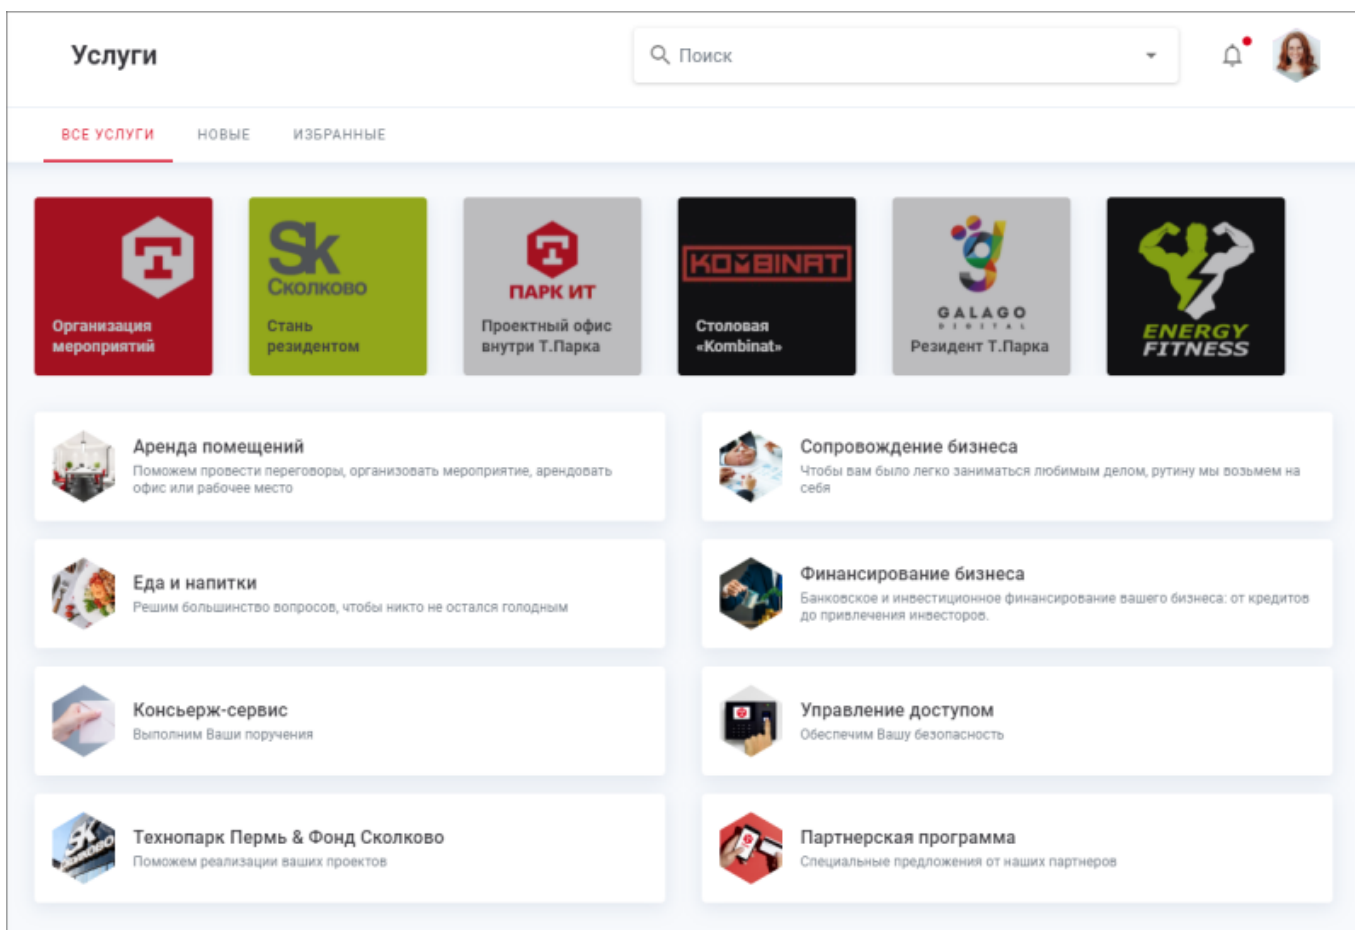 Услуги
Поиск
ВСЕ УСЛУГИ
НОВЫЕ
ИЗБРАННЫЕ
Т
Организация
мероприятий
Sk
Сколково
Стань
резидентом
Т
ПАРК ИТ
Проектный офис
внутри Т.Парка
KOMBINAT
Столовая
«Kombinat»
g
GALAGO
DIGITAL
Резидент Т.Парка
ENERGY
FITNESS
Аренда помещений
Поможем провести переговоры, организовать мероприятие, арендовать
офис или рабочее место
Сопровождение бизнеса
Чтобы вам было легко заниматься любимым делом, рутину мы возьмем на
себя
Еда и напитки
Решим большинство вопросов, чтобы никто не остался голодным
Финансирование бизнеса
Банковское и инвестиционное финансирование вашего бизнеса: от кредитов
до привлечения инвесторов.
Консьерж-сервис
Выполним Ваши поручения
Управление доступом
Обеспечим Вашу безопасность
Sk
Технопарк Пермь & Фонд Сколково
Поможем реализации ваших проектов
Партнерская программа
Специальные предложения от наших партнеров